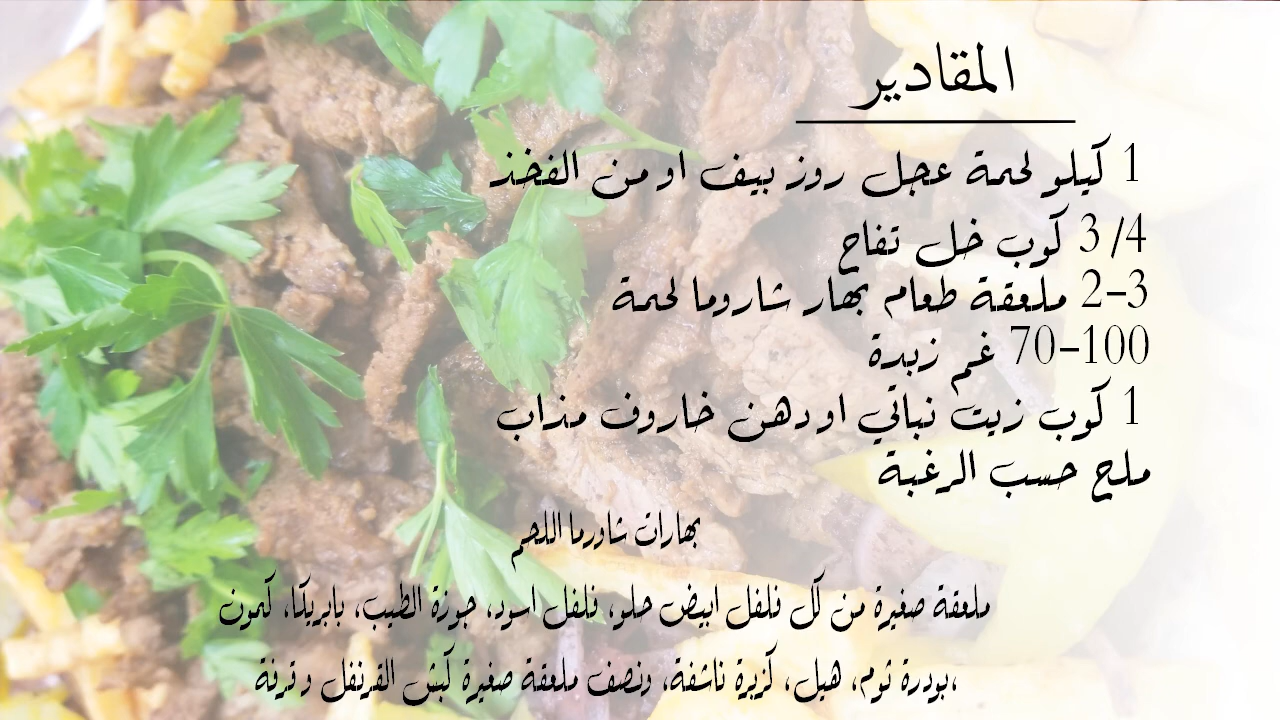 المقادير
1 كيلو لحمة عجل روز بيف او من الفخذ
3/4 كوب خل تفاح
2-3 ملعقة طعام بهار شاروما لحمة
70-100 غم زبدة
1 كوب زيت نباتي او دهن خاروف مذاب
ملح حسب الرغبة
بهارات شاورما اللحم
ملعقة صغيرة من كل فلفل ابيض حلو، فلفل اسود، جوزة الطيب، بابريكا، كمون
،بودرة ثوم، هيل، كزبرة ناشفة، ونصف ملعقة صغيرة كبش القرنفل و قرفة